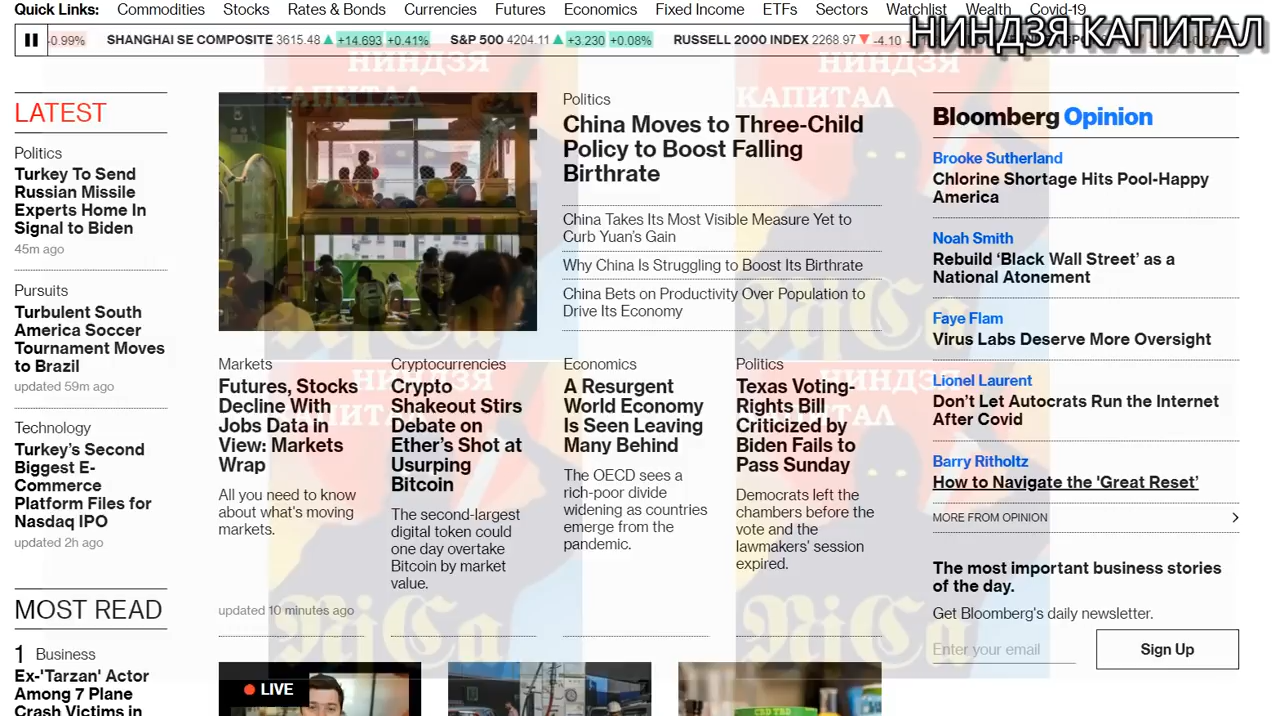 Quick Links: Commodities Stocks Rates & Bonds Currencies Futures Economics Fixed Income ETFs Sectors Watchlist Wealth Covid-19
НИНДЗЯ КАПИТАЛ
-0.99% SHANGHAI SE COMPOSITE 3615.48 ▲ +14.693 +0.41% S&P 500 4204.11 ▲ +3.230 +0.08% RUSSELL 2000 INDEX 2268.97 ▼ -4.10
LATEST
Politics
Turkey To Send
Russian Missile
Experts Home In
Signal to Biden
45m ago
Pursuits
Turbulent South
America Soccer
Tournament Moves
to Brazil
updated 59m ago
Technology
Turkey's Second
Biggest E-
Commerce
Platform Files for
Nasdaq IPO
updated 2h ago
MOST READ
1 Business
Ex-'Tarzan' Actor
Among 7 Plane
Crash Victims in
Politics
China Moves to Three-Child
Policy to Boost Falling
Birthrate
China Takes Its Most Visible Measure Yet to
Curb Yuan's Gain
Why China Is Struggling to Boost Its Birthrate
China Bets on Productivity Over Population to
Drive Its Economy
Markets
Futures, Stocks
Decline With
Jobs Data in
View: Markets
Wrap
All you need to know
about what's moving
markets.
updated 10 minutes ago
Cryptocurrencies
Crypto
Shakeout Stirs
Debate on
Ether's Shot at
Usurping
Bitcoin
The second-largest
digital token could
one day overtake
Bitcoin by market
value.
Economics
A Resurgent
World Economy
Is Seen Leaving
Many Behind
The OECD sees a
rich-poor divide
widening as countries
emerge from the
pandemic.
Politics
Texas Voting-
Rights Bill
Criticized by
Biden Fails to
Pass Sunday
Democrats left the
chambers before the
vote and the
lawmakers' session
expired.
LIVE
Bloomberg Opinion
Brooke Sutherland
Chlorine Shortage Hits Pool-Happy
America
Noah Smith
Rebuild 'Black Wall Street' as a
National Atonement
Faye Flam
Virus Labs Deserve More Oversight
Lionel Laurent
Don't Let Autocrats Run the Internet
After Covid
Barry Ritholtz
How to Navigate the 'Great Reset'
MORE FROM OPINION
The most important business stories
of the day.
Get Bloomberg's daily newsletter.
Enter your email
Sign Up
НИНДЗЯ
КАПИТАЛ
NjCa
НИНДЗЯ
КАПИТАЛ
NjCa
НИНДЗЯ
КАПИТАЛ
NjCa
НИНДЗЯ
КАПИТАЛ
NjCa